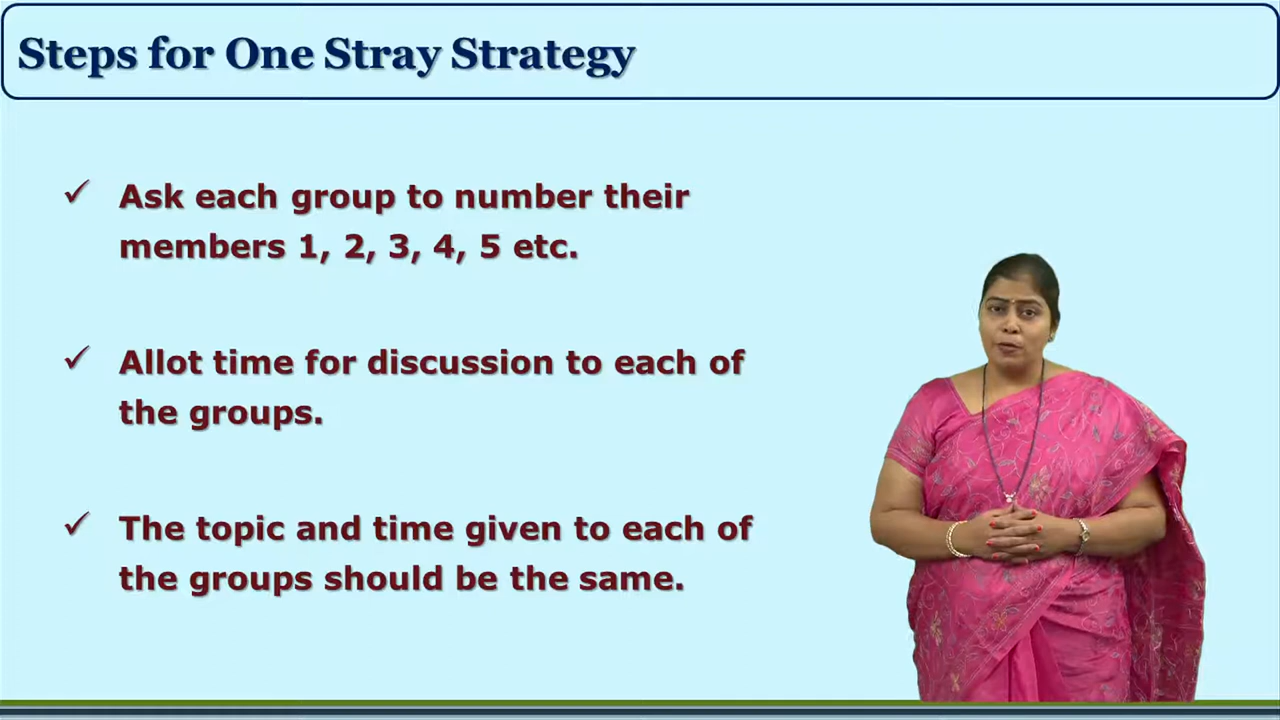 Steps for One Stray Strategy
✓ Ask each group to number their
members 1, 2, 3, 4, 5 etc.
✓ Allot time for discussion to each of
the groups.
✓ The topic and time given to each of
the groups should be the same.